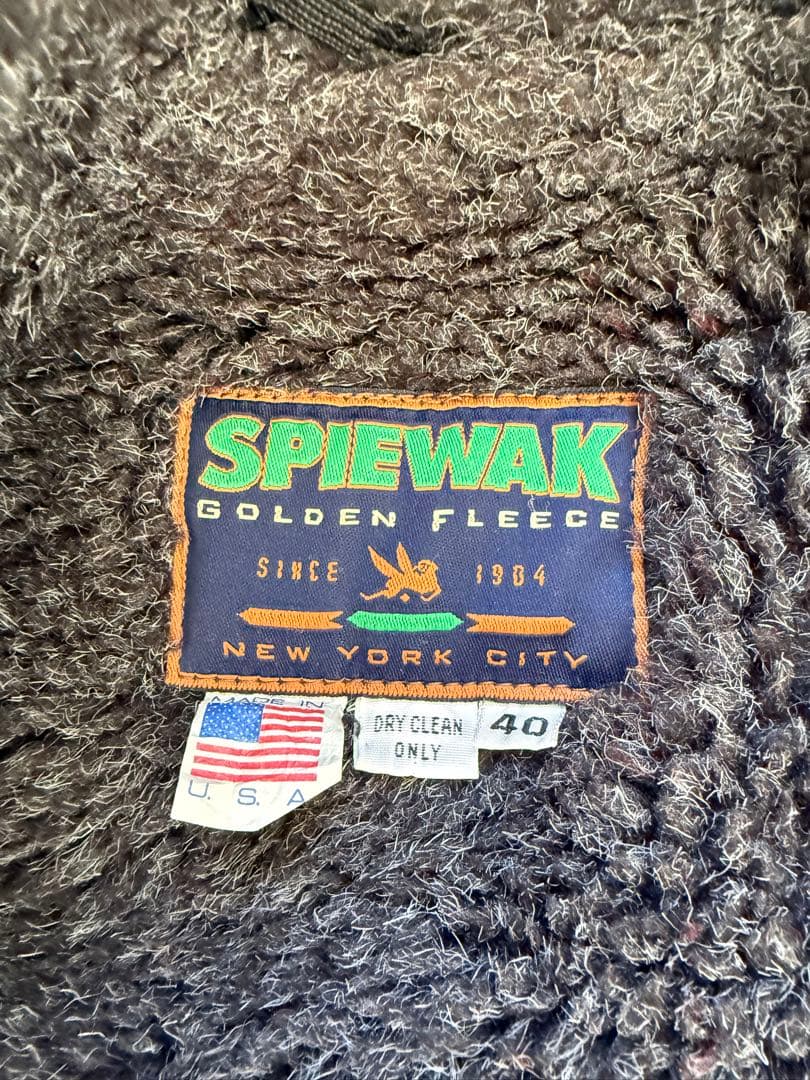 SPIEWAK
GOLDEN FLEECE
SINCE 1904
NEW YORK CITY
MADE IN
U. S. A
DRY CLEAN
ONLY
40